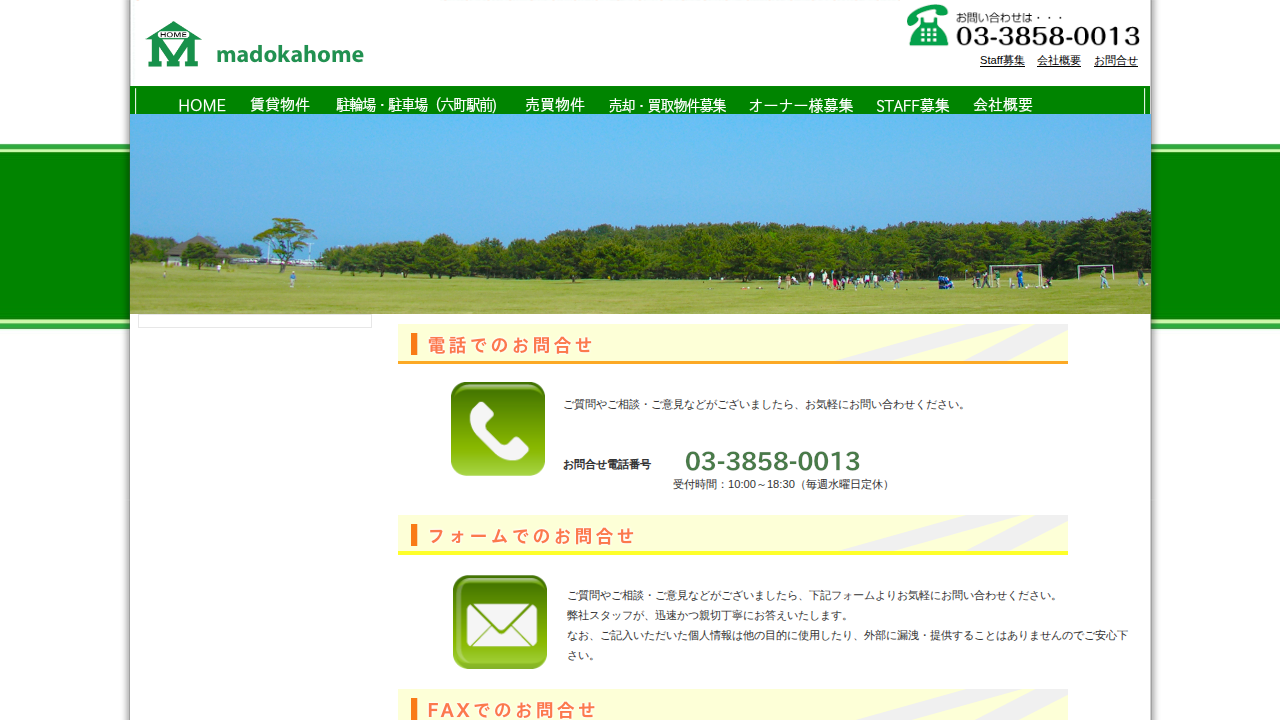 お問い合わせは・・・
HOME
madokahome
03-3858-0013
Staff募集 会社概要 お問合せ
HOME 賃貸物件 駐輪場・駐車場（六町駅前） 売買物件 売却・買取物件募集 オーナー様募集 STAFF募集 会社概要
電話でのお問合せ
ご質問やご相談・ご意見などがございましたら、お気軽にお問い合わせください。
お問合せ電話番号 03-3858-0013
受付時間：10:00～18:30（毎週水曜日定休）
フォームでのお問合せ
ご質問やご相談・ご意見などがございましたら、下記フォームよりお気軽にお問い合わせください。
弊社スタッフが、迅速かつ親切丁寧にお答えいたします。
なお、ご記入いただいた個人情報は他の目的に使用したり、外部に漏洩・提供することはありませんのでご安心下
さい。
FAXでのお問合せ